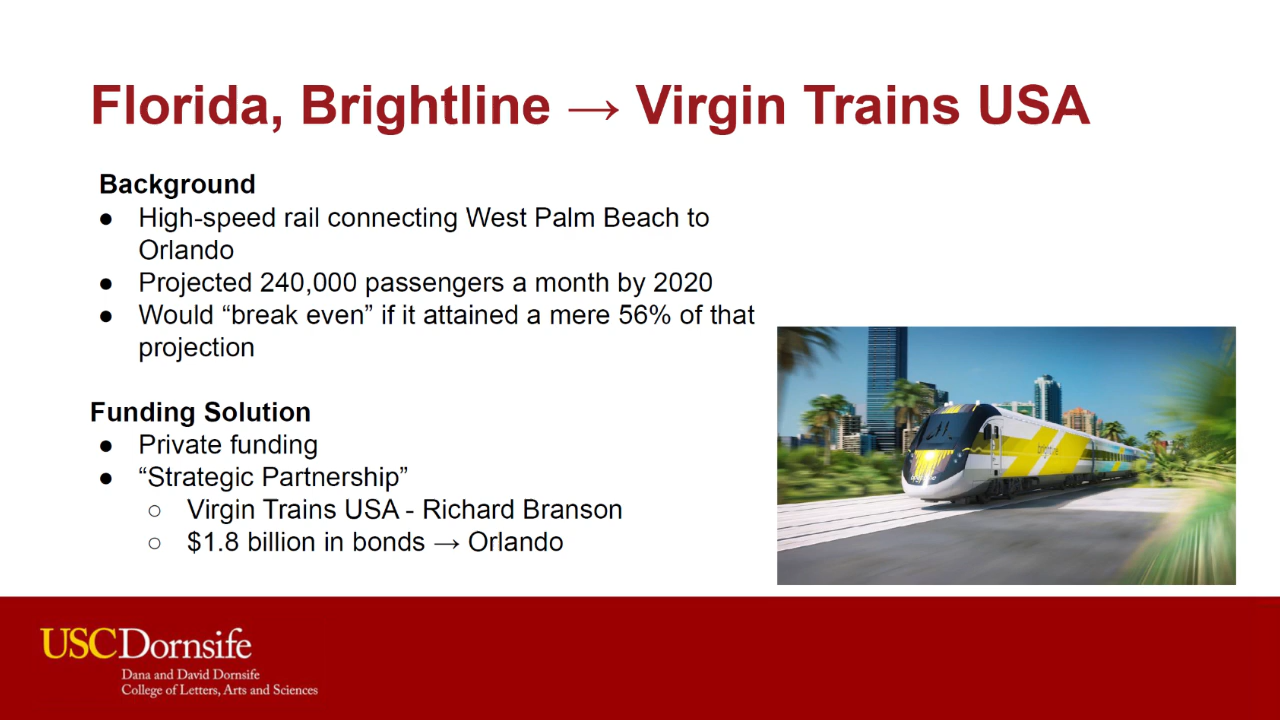 Florida, Brightline → Virgin Trains USA
Background
● High-speed rail connecting West Palm Beach to
Orlando
● Projected 240,000 passengers a month by 2020
● Would “break even” if it attained a mere 56% of that
projection
Funding Solution
● Private funding
● “Strategic Partnership”
○ Virgin Trains USA - Richard Branson
○ $1.8 billion in bonds → Orlando
brightline
USC Dornsife
Dana and David Dornsife
College of Letters, Arts and Sciences